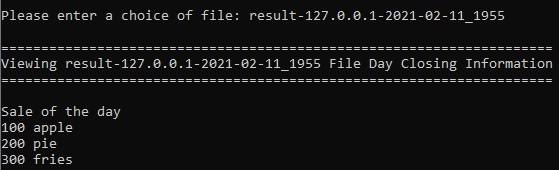 Please enter a choice of file: result-127.0.0.1-2021-02-11_1955
=====================================================================
Viewing result-127.0.0.1-2021-02-11_1955 File Day Closing Information
=====================================================================
Sale of the day
100 apple
200 pie
300 fries